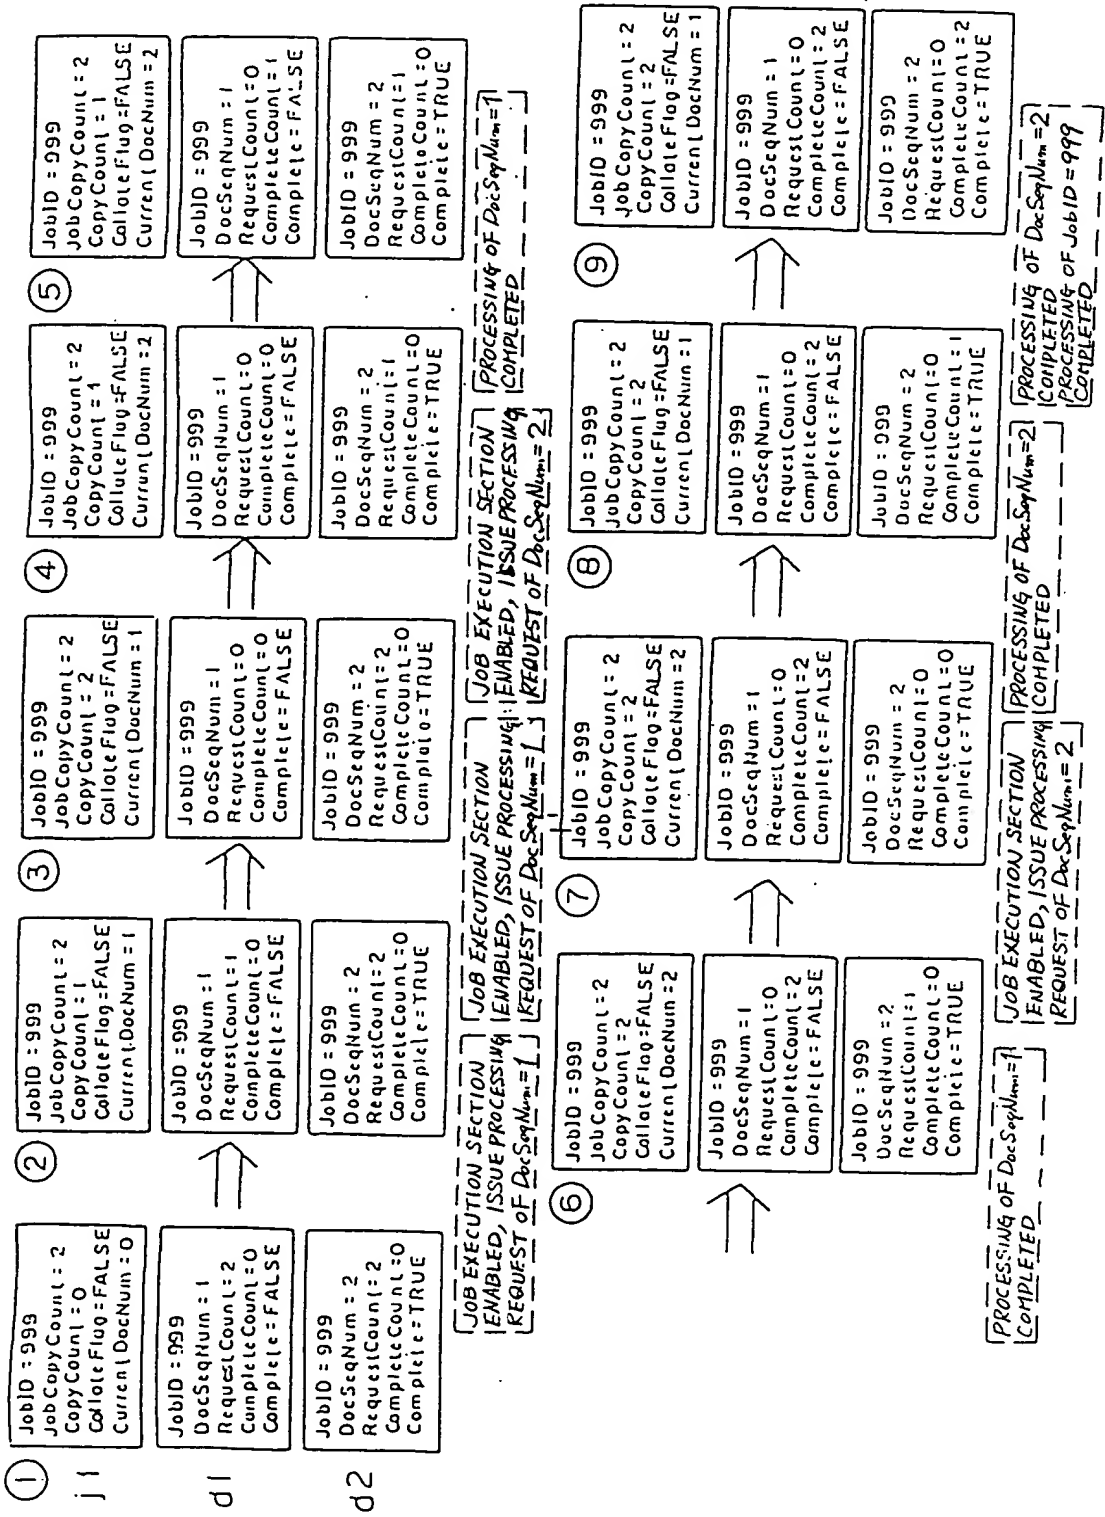 ①
j1
JobID = 999
JobCopyCount = 2
CopyCount = 0
CollateFlag = FALSE
CurrentDocNum = 0
d1
JobID = 999
DocSeqNum = 1
RequestCount = 2
CompleteCount = 0
Complete = FALSE
d2
JobID = 999
DocSeqNum = 2
RequestCount = 2
CompleteCount = 0
Complete = TRUE
JOB EXECUTION SECTION
ENABLED, ISSUE PROCESSING
REQUEST OF DocSeqNum=1
②
JobID = 999
JobCopyCount = 2
CopyCount = 1
CollateFlag = FALSE
CurrentDocNum = 1
JobID = 999
DocSeqNum = 1
RequestCount = 1
CompleteCount = 0
Complete = FALSE
JobID = 999
DocSeqNum = 2
RequestCount = 2
CompleteCount = 0
Complete = TRUE
JOB EXECUTION SECTION
ENABLED, ISSUE PROCESSING
REQUEST OF DocSeqNum=1
③
JobID = 999
JobCopyCount = 2
CopyCount = 2
CollateFlag = FALSE
CurrentDocNum = 1
JobID = 999
DocSeqNum = 1
RequestCount = 0
CompleteCount = 0
Complete = FALSE
JobID = 999
DocSeqNum = 2
RequestCount = 2
CompleteCount = 0
Complete = TRUE
JOB EXECUTION SECTION
ENABLED, ISSUE PROCESSING
REQUEST OF DocSeqNum=2
④
JobID = 999
JobCopyCount = 2
CopyCount = 1
CollateFlug = FALSE
CurrentDocNum = 2
JobID = 999
DocSeqNum = 1
RequestCount = 0
CompleteCount = 0
Complete = FALSE
JobID = 999
DocSeqNum = 2
RequestCount = 1
CompleteCount = 0
Complete = TRUE
PROCESSING OF DocSeqNum=1
COMPLETED
⑤
JobID = 999
JobCopyCount = 2
CopyCount = 1
CollateFlag = FALSE
CurrentDocNum = 2
JobID = 999
DocSeqNum = 1
RequestCount = 0
CompleteCount = 1
Complete = FALSE
JobID = 999
DocSeqNum = 2
RequestCount = 1
CompleteCount = 0
Complete = TRUE
PROCESSING OF DocSeqNum=1
COMPLETED
⑥
JobID = 999
JobCopyCount = 2
CopyCount = 2
CollateFlag = FALSE
CurrentDocNum = 2
JobID = 999
DocSeqNum = 1
RequestCount = 0
CompleteCount = 2
Complete = FALSE
JobID = 999
DocSeqNum = 2
RequestCount = 1
CompleteCount = 0
Complete = TRUE
JOB EXECUTION SECTION
ENABLED, ISSUE PROCESSING
REQUEST OF DocSeqNum=2
⑦
JobID = 999
JobCopyCount = 2
CopyCount = 2
CollateFlag = FALSE
CurrentDocNum = 2
JobID = 999
DocSeqNum = 1
RequestCount = 0
CompleteCount = 2
Complete = FALSE
JobID = 999
DocSeqNum = 2
RequestCount = 0
CompleteCount = 0
Complete = TRUE
PROCESSING OF DocSeqNum=2
COMPLETED
⑧
JobID = 999
JobCopyCount = 2
CopyCount = 2
CollateFlag = FALSE
CurrentDocNum = 1
JobID = 999
DocSeqNum = 1
RequestCount = 0
CompleteCount = 2
Complete = FALSE
JobID = 999
DocSeqNum = 2
RequestCount = 0
CompleteCount = 1
Complete = TRUE
PROCESSING OF DocSeqNum=2
COMPLETED
PROCESSING OF JobID=999
COMPLETED
⑨
JobID = 999
JobCopyCount = 2
CopyCount = 2
CollateFlag = FALSE
CurrentDocNum = 1
JobID = 999
DocSeqNum = 1
RequestCount = 0
CompleteCount = 2
Complete = FALSE
JobID = 999
DocSeqNum = 2
RequestCount = 0
CompleteCount = 2
Complete = TRUE